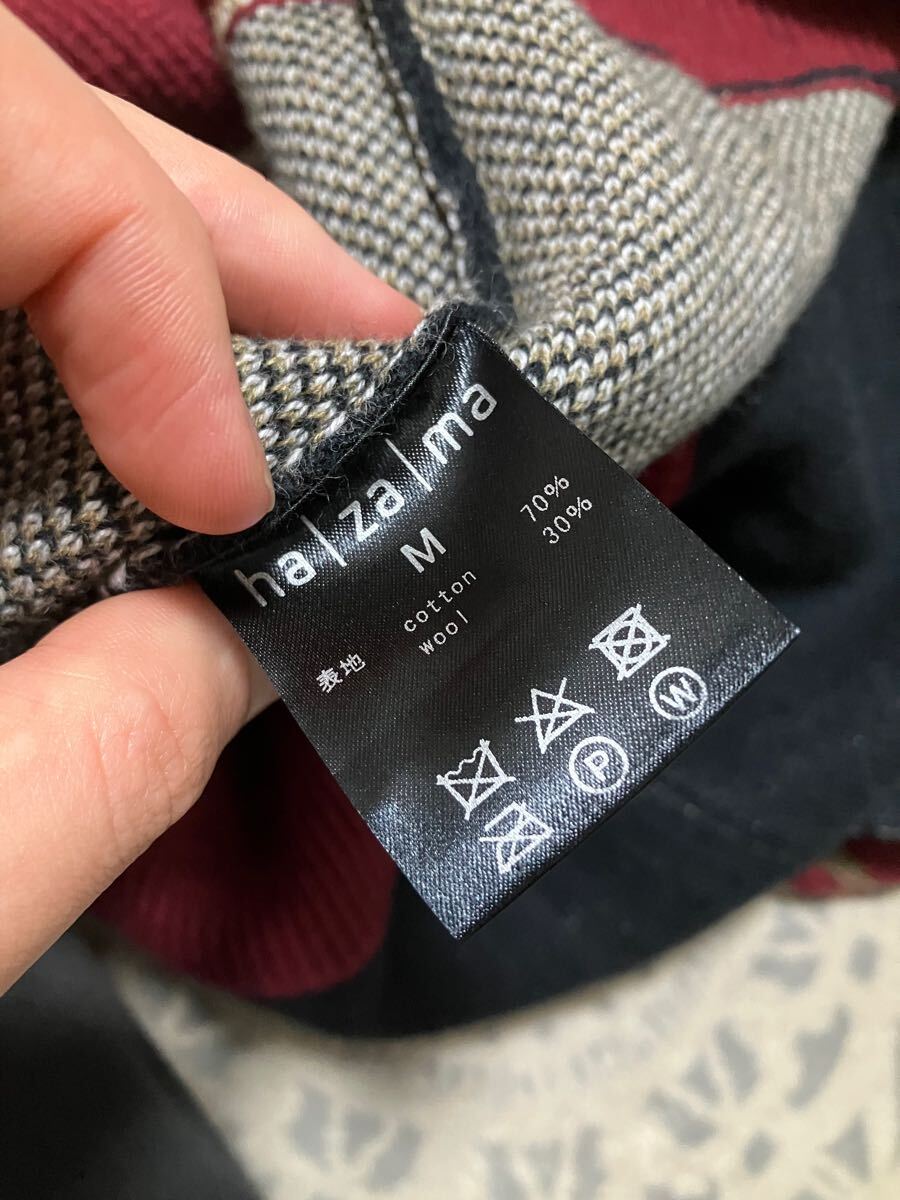 ha|za|ma
M
表地 cotton 70%
wool 30%
P W